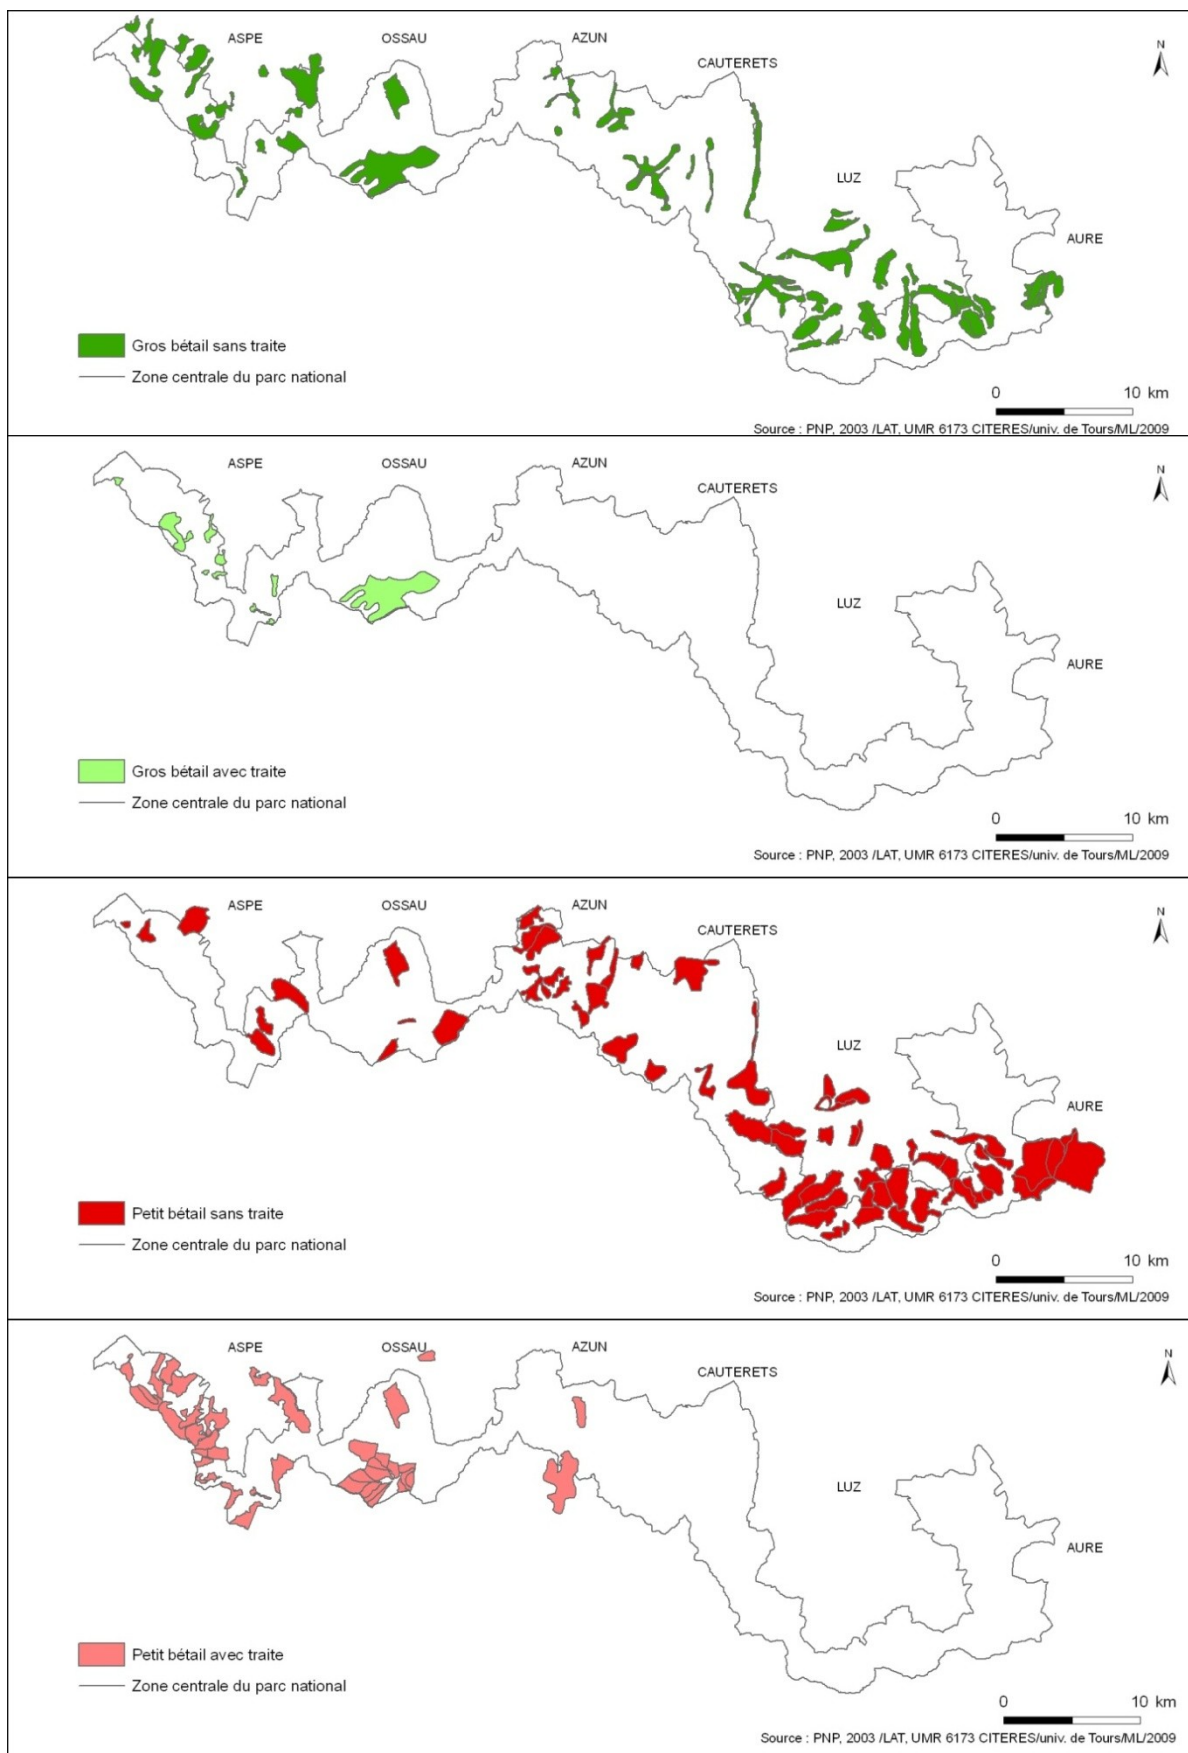 ASPE OSSAU AZUN
CAUTERETS
N
LUZ
AURE
Gros bétail sans traite
Zone centrale du parc national
0 10 km
Source : PNP, 2003 /LAT, UMR 6173 CITERES/univ. de Tours/ML/2009
ASPE OSSAU AZUN
CAUTERETS
N
LUZ
AURE
Gros bétail avec traite
Zone centrale du parc national
0 10 km
Source : PNP, 2003 /LAT, UMR 6173 CITERES/univ. de Tours/ML/2009
ASPE OSSAU AZUN
CAUTERETS
N
LUZ
AURE
Petit bétail sans traite
Zone centrale du parc national
0 10 km
Source : PNP, 2003 /LAT, UMR 6173 CITERES/univ. de Tours/ML/2009
ASPE OSSAU AZUN
CAUTERETS
N
LUZ
AURE
Petit bétail avec traite
Zone centrale du parc national
0 10 km
Source : PNP, 2003 /LAT, UMR 6173 CITERES/univ. de Tours/ML/2009